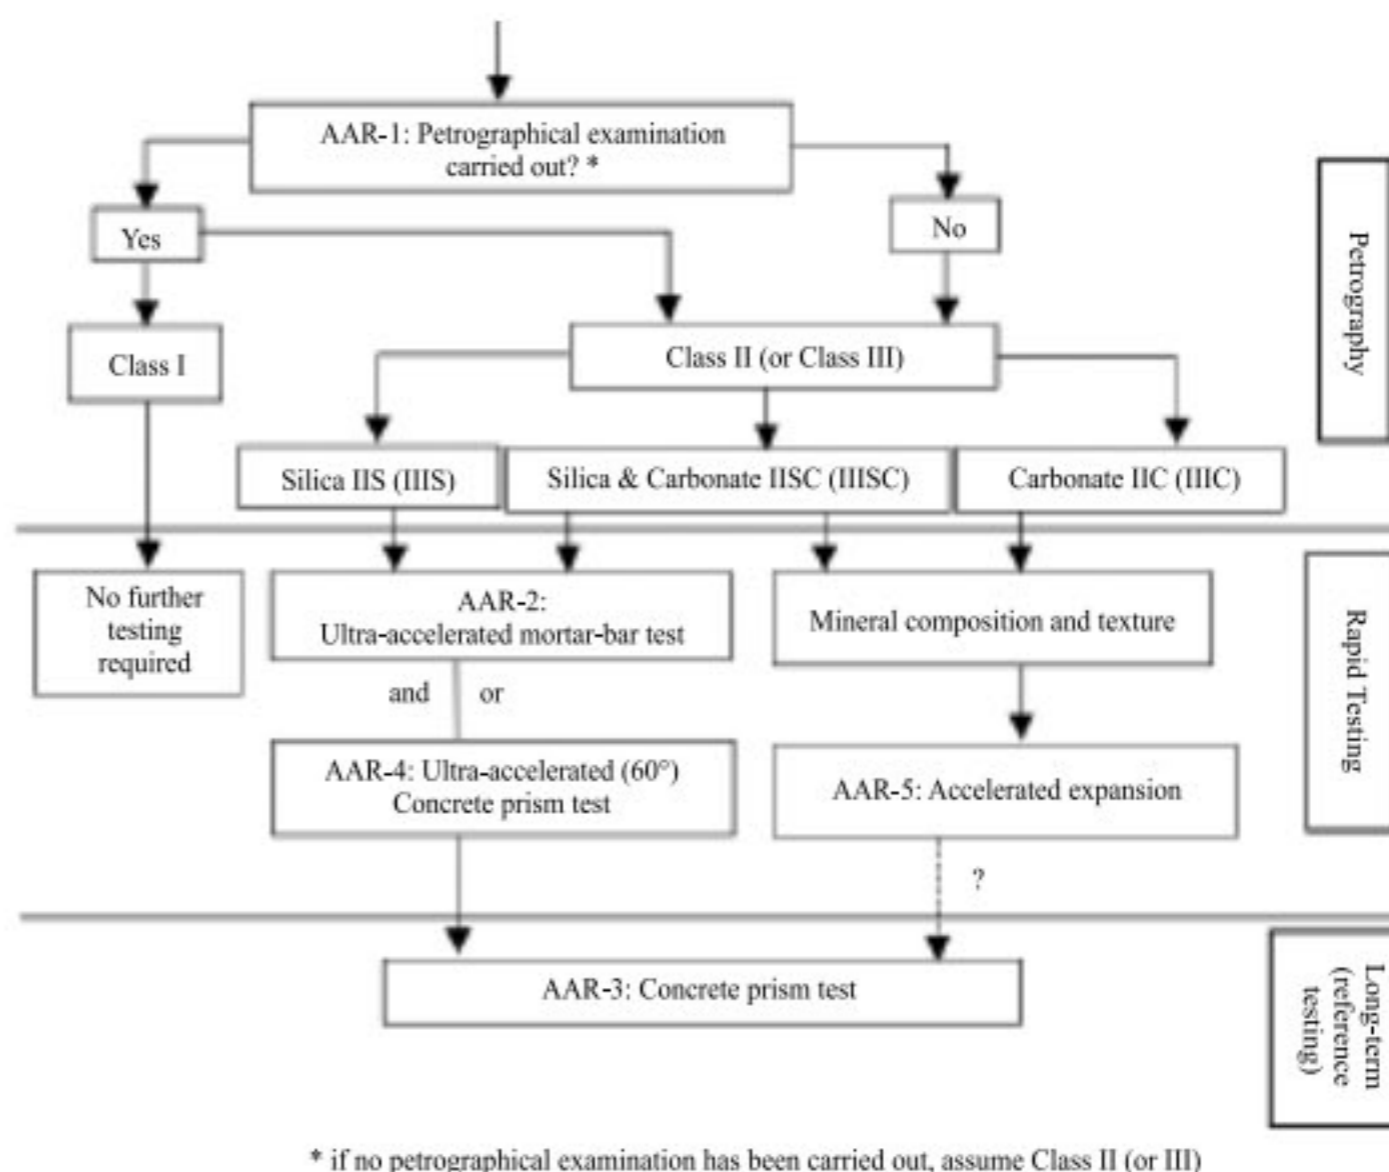 AAR-1: Petrographical examination
carried out? *
Yes
No
Class I
Class II (or Class III)
Petrography
Silica IIS (IIIS)
Silica & Carbonate IISC (IIISC)
Carbonate IIC (IIIC)
No further
testing
required
AAR-2:
Ultra-accelerated mortar-bar test
Mineral composition and texture
Rapid Testing
and
or
AAR-4: Ultra-accelerated (60°)
Concrete prism test
AAR-5: Accelerated expansion
?
AAR-3: Concrete prism test
Long-term
(reference
testing)
* if no petrographical examination has been carried out, assume Class II (or III)